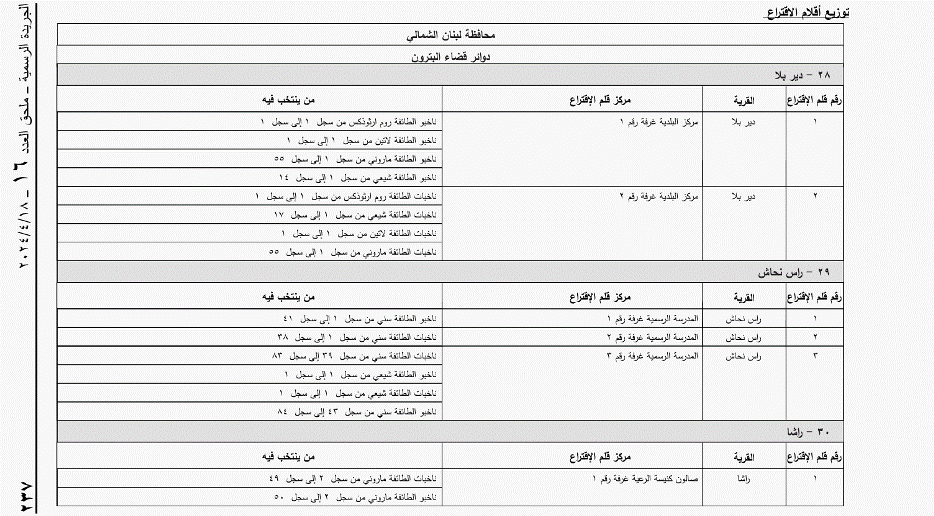 توزيع أقلام الاقتراع
محافظة لبنان الشمالي
دوائر قضاء البترون
٢٨ - دير بلا
رقم قلم الإقتراع القرية مركز قلم الإقتراع من ينتخب فيه
١ دير بلا مركز البلدية غرفة رقم ١ ناخبو الطائفة روم ارثوذكس من سجل ١ إلى سجل ١
ناخبو الطائفة لاتين من سجل ١ إلى سجل ١
ناخبو الطائفة ماروني من سجل ١ إلى سجل ٥٥
ناخبو الطائفة شيعي من سجل ١ إلى سجل ١٤
٢ دير بلا مركز البلدية غرفة رقم ٢ ناخبات الطائفة روم ارثوذكس من سجل ١ إلى سجل ١
ناخبات الطائفة شيعي من سجل ١ إلى سجل ١٧
ناخبات الطائفة لاتين من سجل ١ إلى سجل ١
ناخبات الطائفة ماروني من سجل ١ إلى سجل ٥٥
٢٩ - راس نحاش
رقم قلم الإقتراع القرية مركز قلم الإقتراع من ينتخب فيه
١ راس نحاش المدرسة الرسمية غرفة رقم ١ ناخبو الطائفة سني من سجل ١ إلى سجل ٤١
٢ راس نحاش المدرسة الرسمية غرفة رقم ٢ ناخبات الطائفة سني من سجل ١ إلى سجل ٣٨
٣ راس نحاش المدرسة الرسمية غرفة رقم ٣ ناخبات الطائفة سني من سجل ٣٩ إلى سجل ٨٣
ناخبو الطائفة شيعي من سجل ١ إلى سجل ١
ناخبات الطائفة شيعي من سجل ١ إلى سجل ١
ناخبو الطائفة سني من سجل ٤٣ إلى سجل ٨٤
٣٠ - راشا
رقم قلم الإقتراع القرية مركز قلم الإقتراع من ينتخب فيه
١ راشا صالون كنيسة الرعية غرفة رقم ١ ناخبات الطائفة ماروني من سجل ٢ إلى سجل ٤٩
ناخبو الطائفة ماروني من سجل ٢ إلى سجل ٥٠
الجريدة الرسمية - ملحق العدد ١٦ - ٢٠٢٤/٤/١٨
٢٣٧